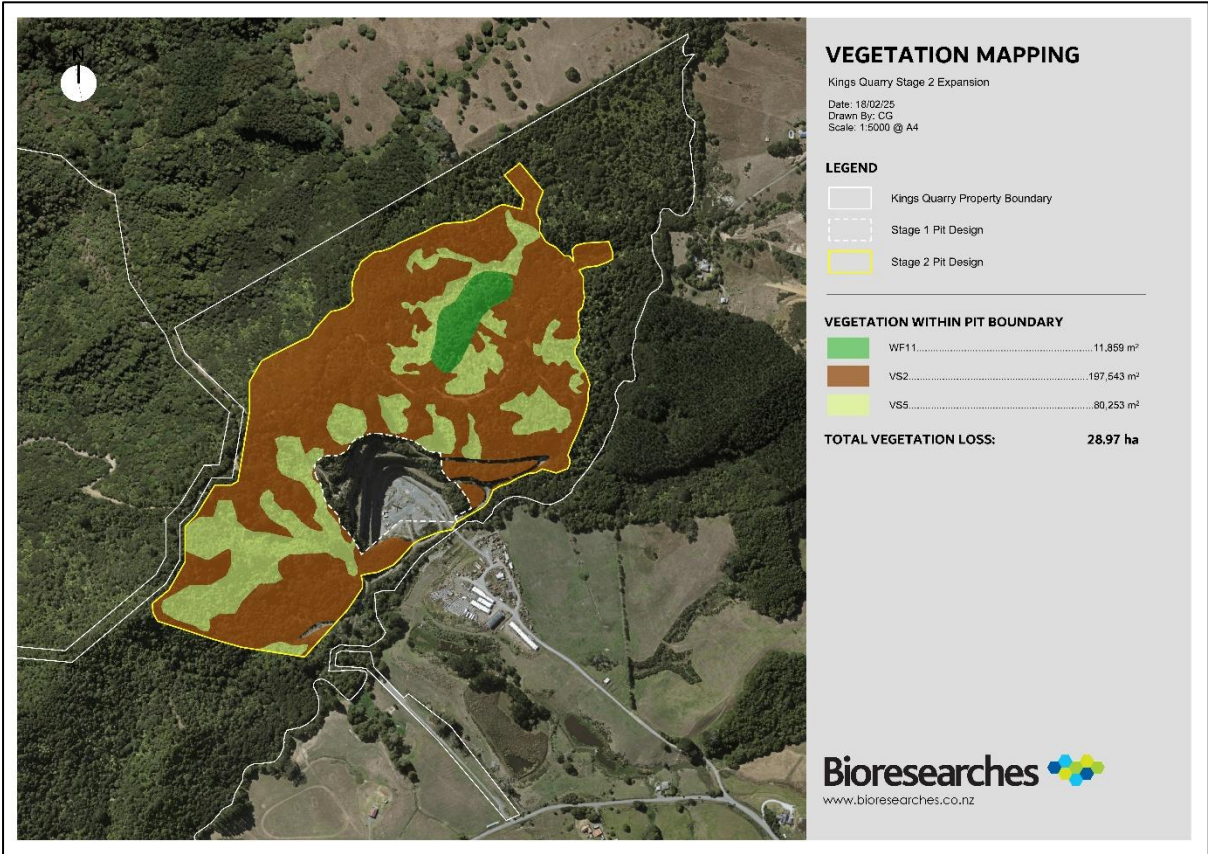 N
VEGETATION MAPPING
Kings Quarry Stage 2 Expansion
Date: 18/02/25
Drawn By: CG
Scale: 1:5000 @ A4
LEGEND
Kings Quarry Property Boundary
Stage 1 Pit Design
Stage 2 Pit Design
VEGETATION WITHIN PIT BOUNDARY
WF11..........................................................11,859 m²
VS2..........................................................197,543 m²
VS5..........................................................80,253 m²
TOTAL VEGETATION LOSS: 28.97 ha
Bioresearches
www.bioresearches.co.nz